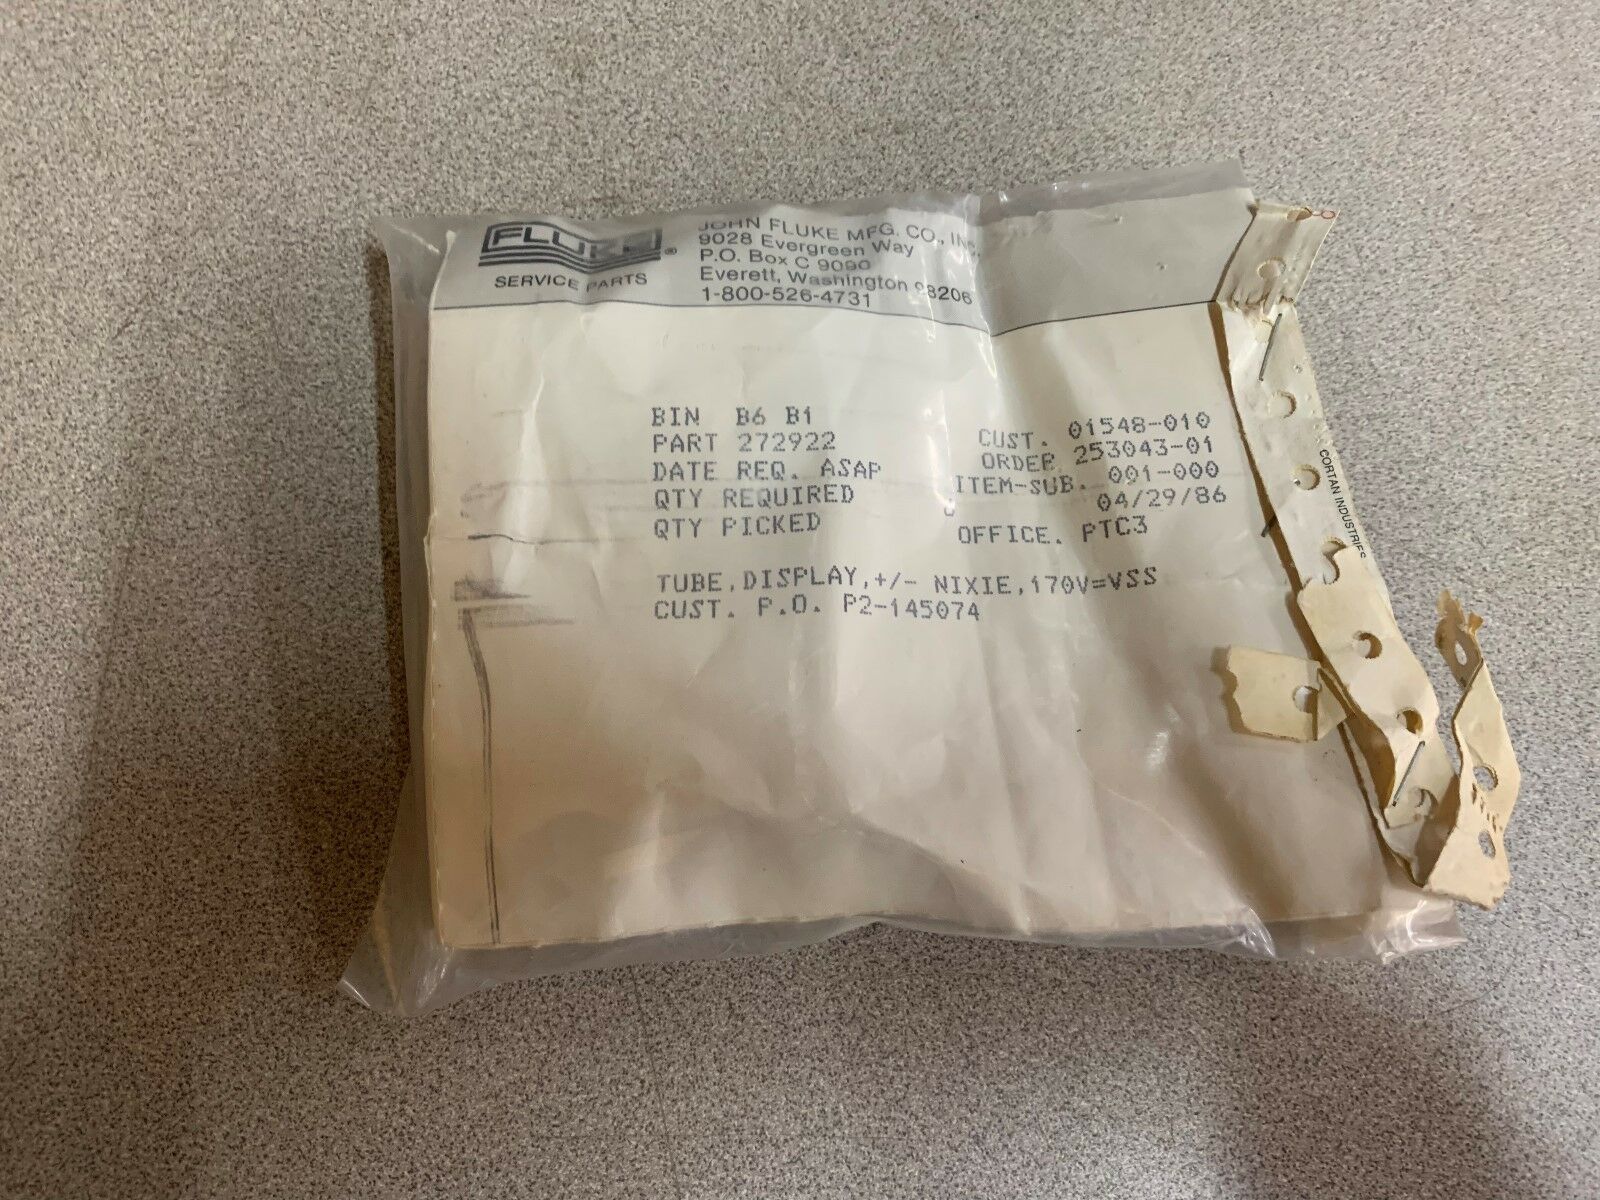 FLUKE ®
SERVICE PARTS
JOHN FLUKE MFG. CO., INC.
9028 Evergreen Way
P.O. Box C 9090
Everett, Washington 98206
1-800-526-4731
BIN B6 B1
PART 272922
DATE REQ. ASAP
QTY REQUIRED
QTY PICKED
CUST. 01548-010
ORDER 253043-01
ITEM-SUB. 001-000
04/29/86
OFFICE. PTC3
TUBE,DISPLAY,+/- NIXIE,170V=VSS
CUST. P.O. P2-145074
CORTAN INDUSTRIES